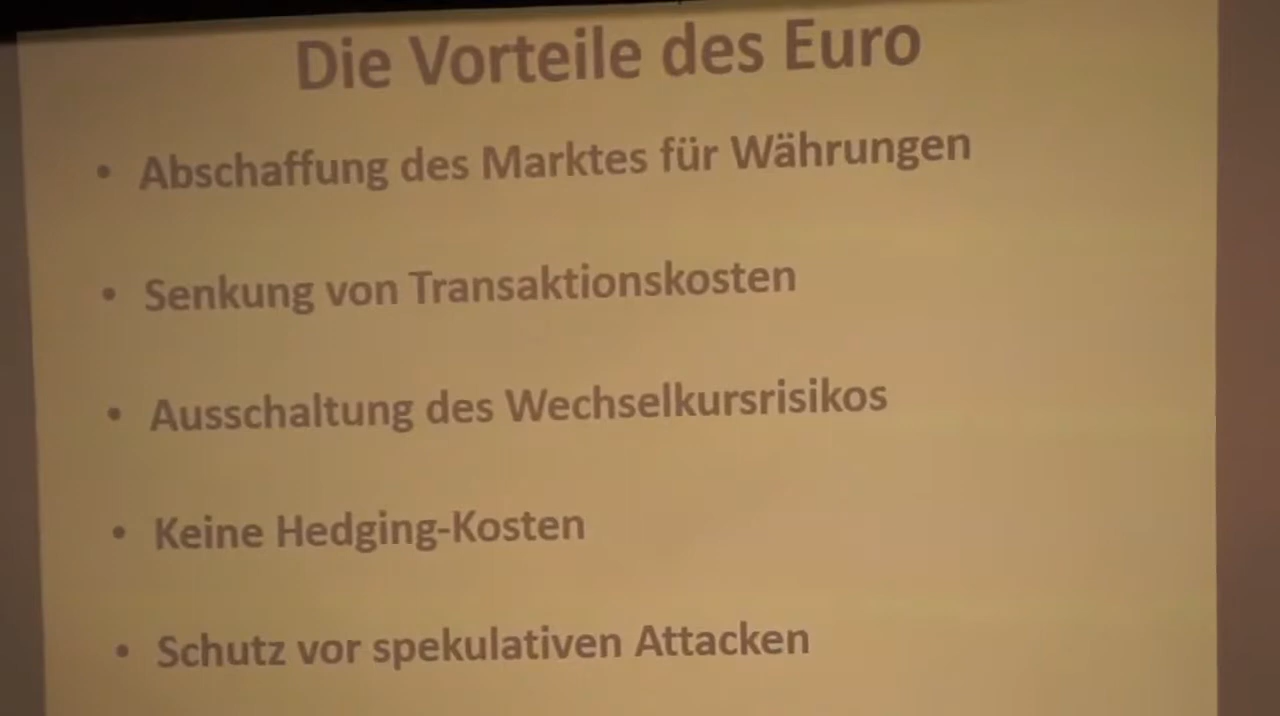 Die Vorteile des Euro
• Abschaffung des Marktes für Währungen
• Senkung von Transaktionskosten
• Ausschaltung des Wechselkursrisikos
• Keine Hedging-Kosten
• Schutz vor spekulativen Attacken